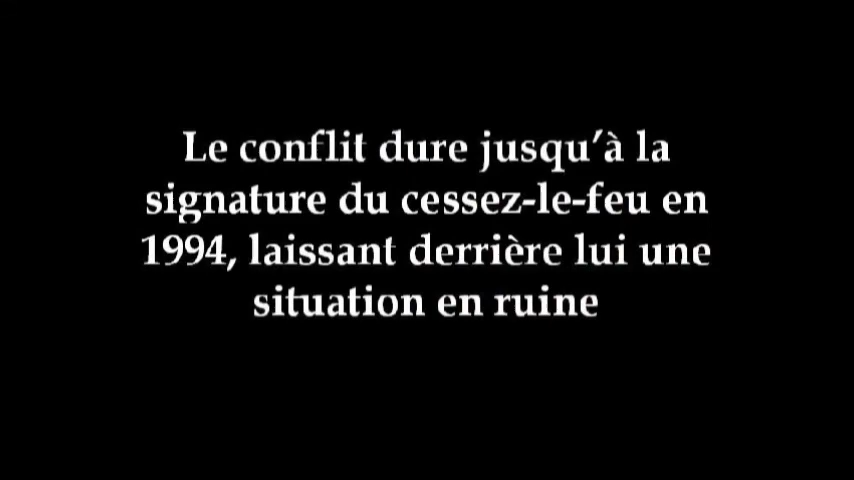 Le conflit dure jusqu’à la
signature du cessez-le-feu en
1994, laissant derrière lui une
situation en ruine